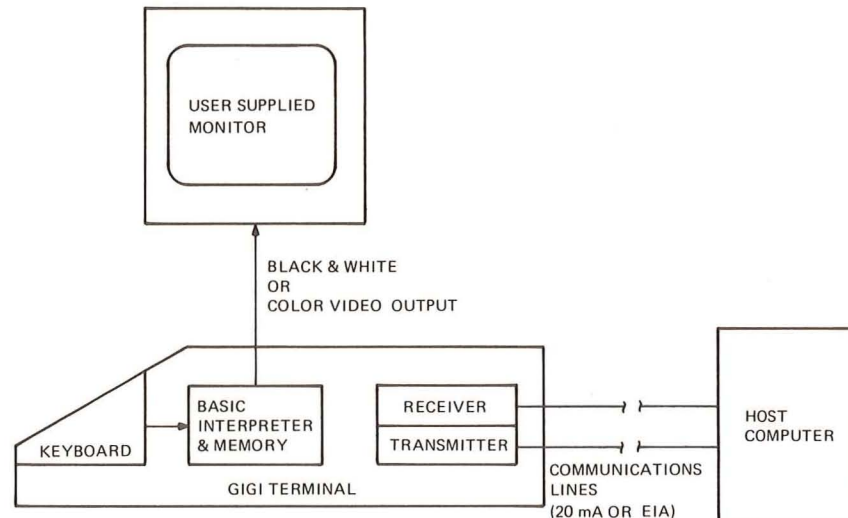 USER SUPPLIED
MONITOR
BLACK & WHITE
OR
COLOR VIDEO OUTPUT
KEYBOARD
BASIC
INTERPRETER
& MEMORY
RECEIVER
TRANSMITTER
GIGI TERMINAL
COMMUNICATIONS
LINES
(20 mA OR EIA)
HOST
COMPUTER